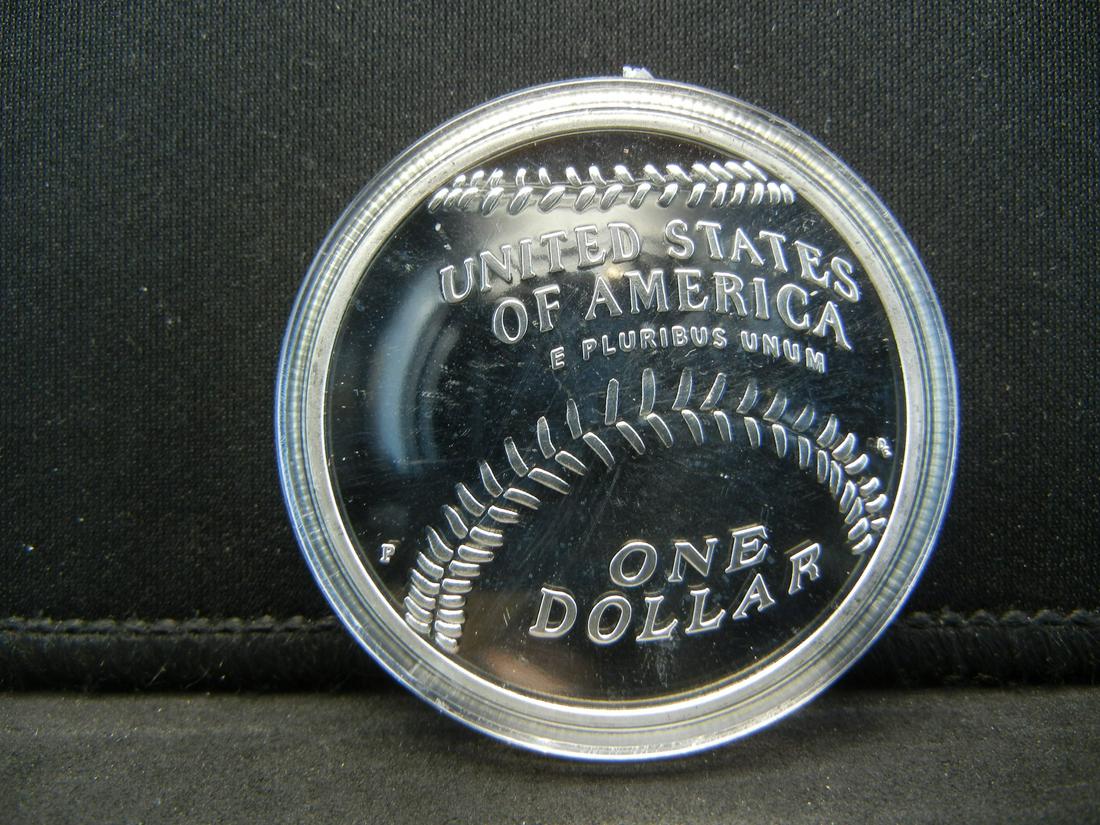 UNITED STATES
OF AMERICA
E PLURIBUS UNUM
P
ONE
DOLLAR